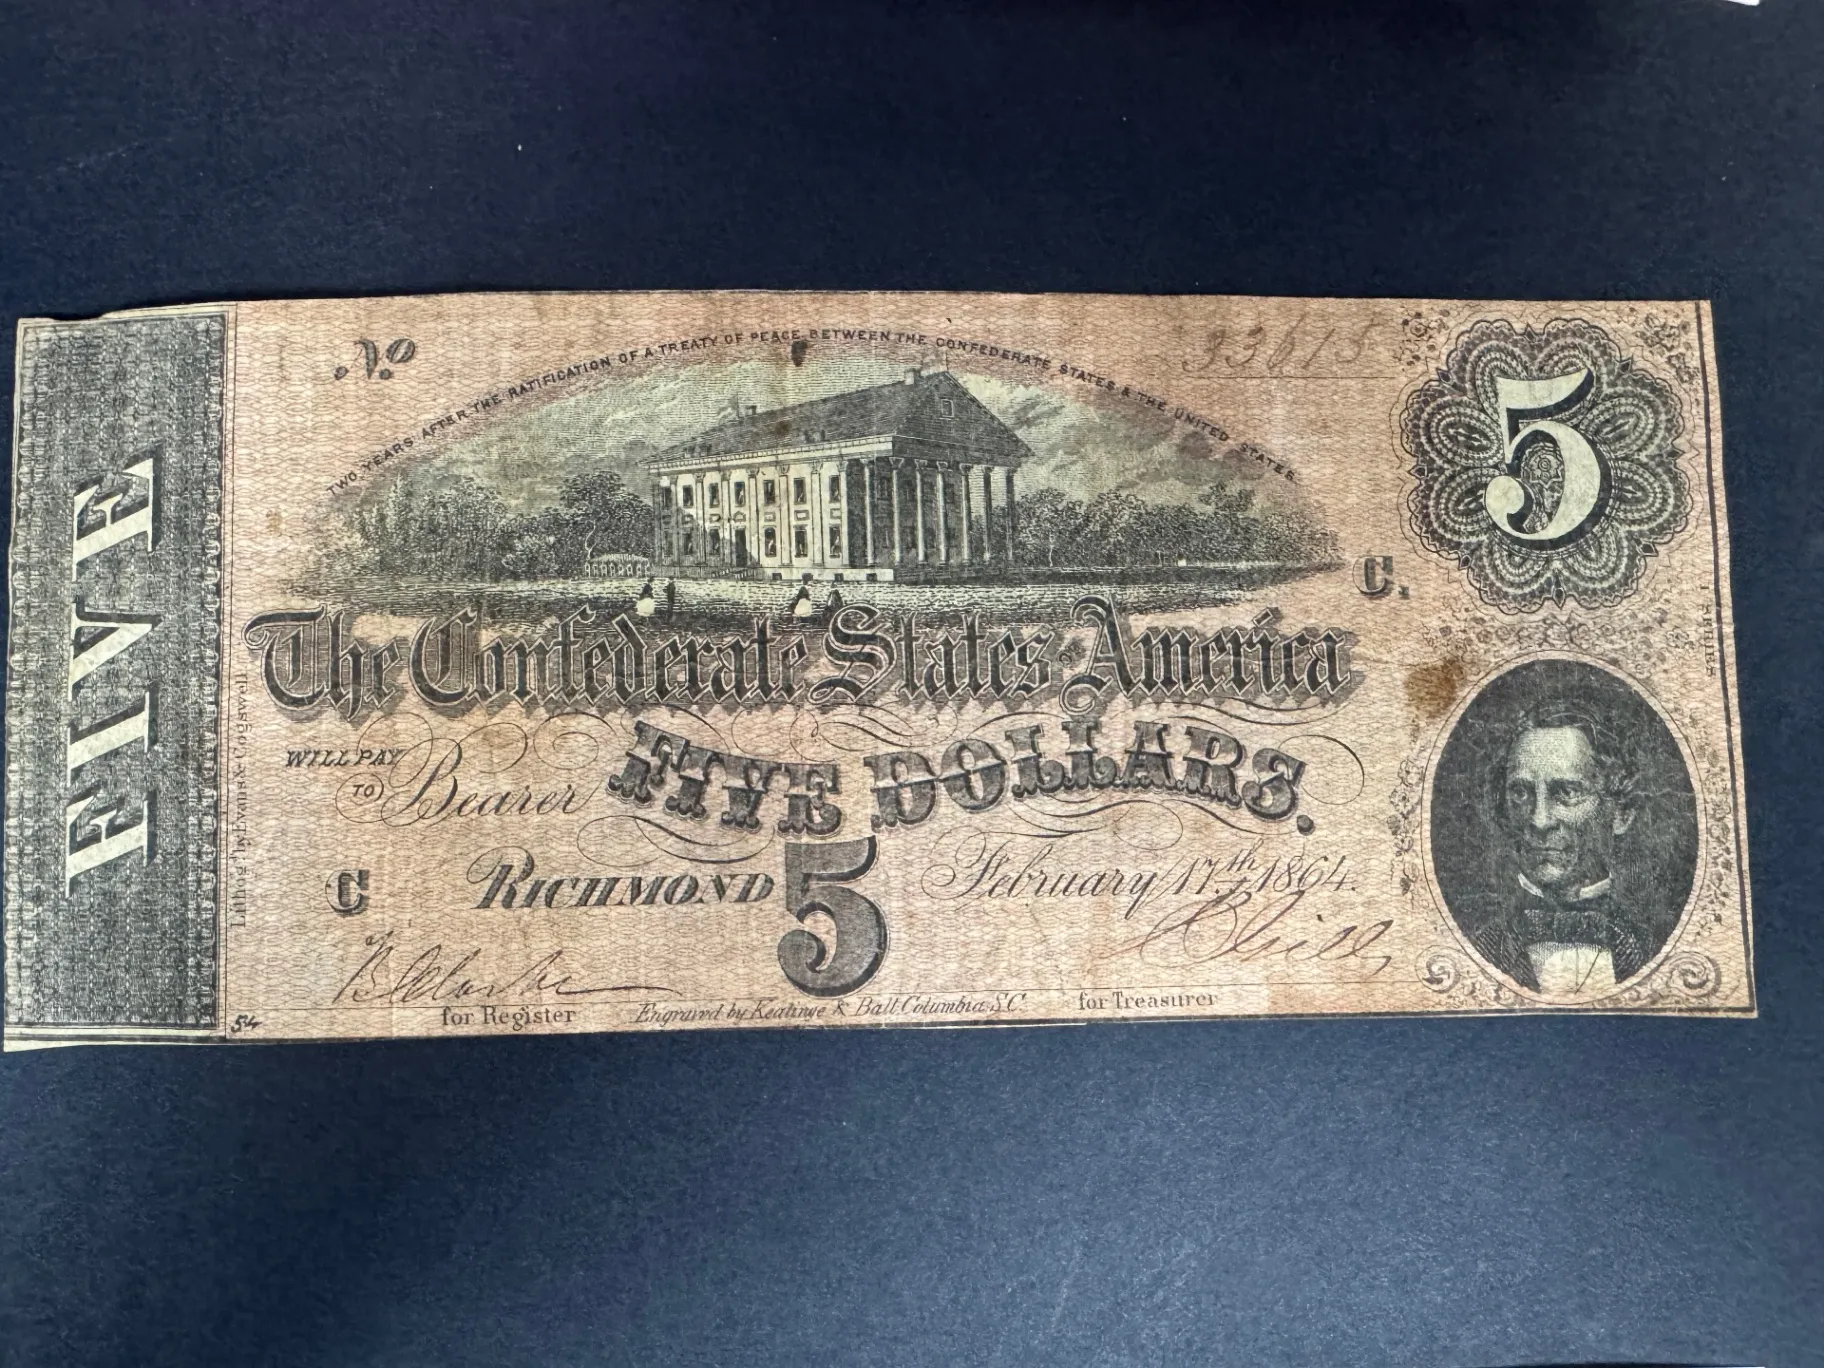 No
33675
TWO YEARS AFTER THE RATIFICATION OF A TREATY OF PEACE BETWEEN THE CONFEDERATE STATES & THE UNITED STATES
5
FIVE
C.
The Confederate States OF America
WILL PAY TO Bearer FIVE DOLLARS.
C
RICHMOND 5 February 17th 1864.
for Register
Engraved by Keatinge & Ball Columbia, S.C.
for Treasurer
54